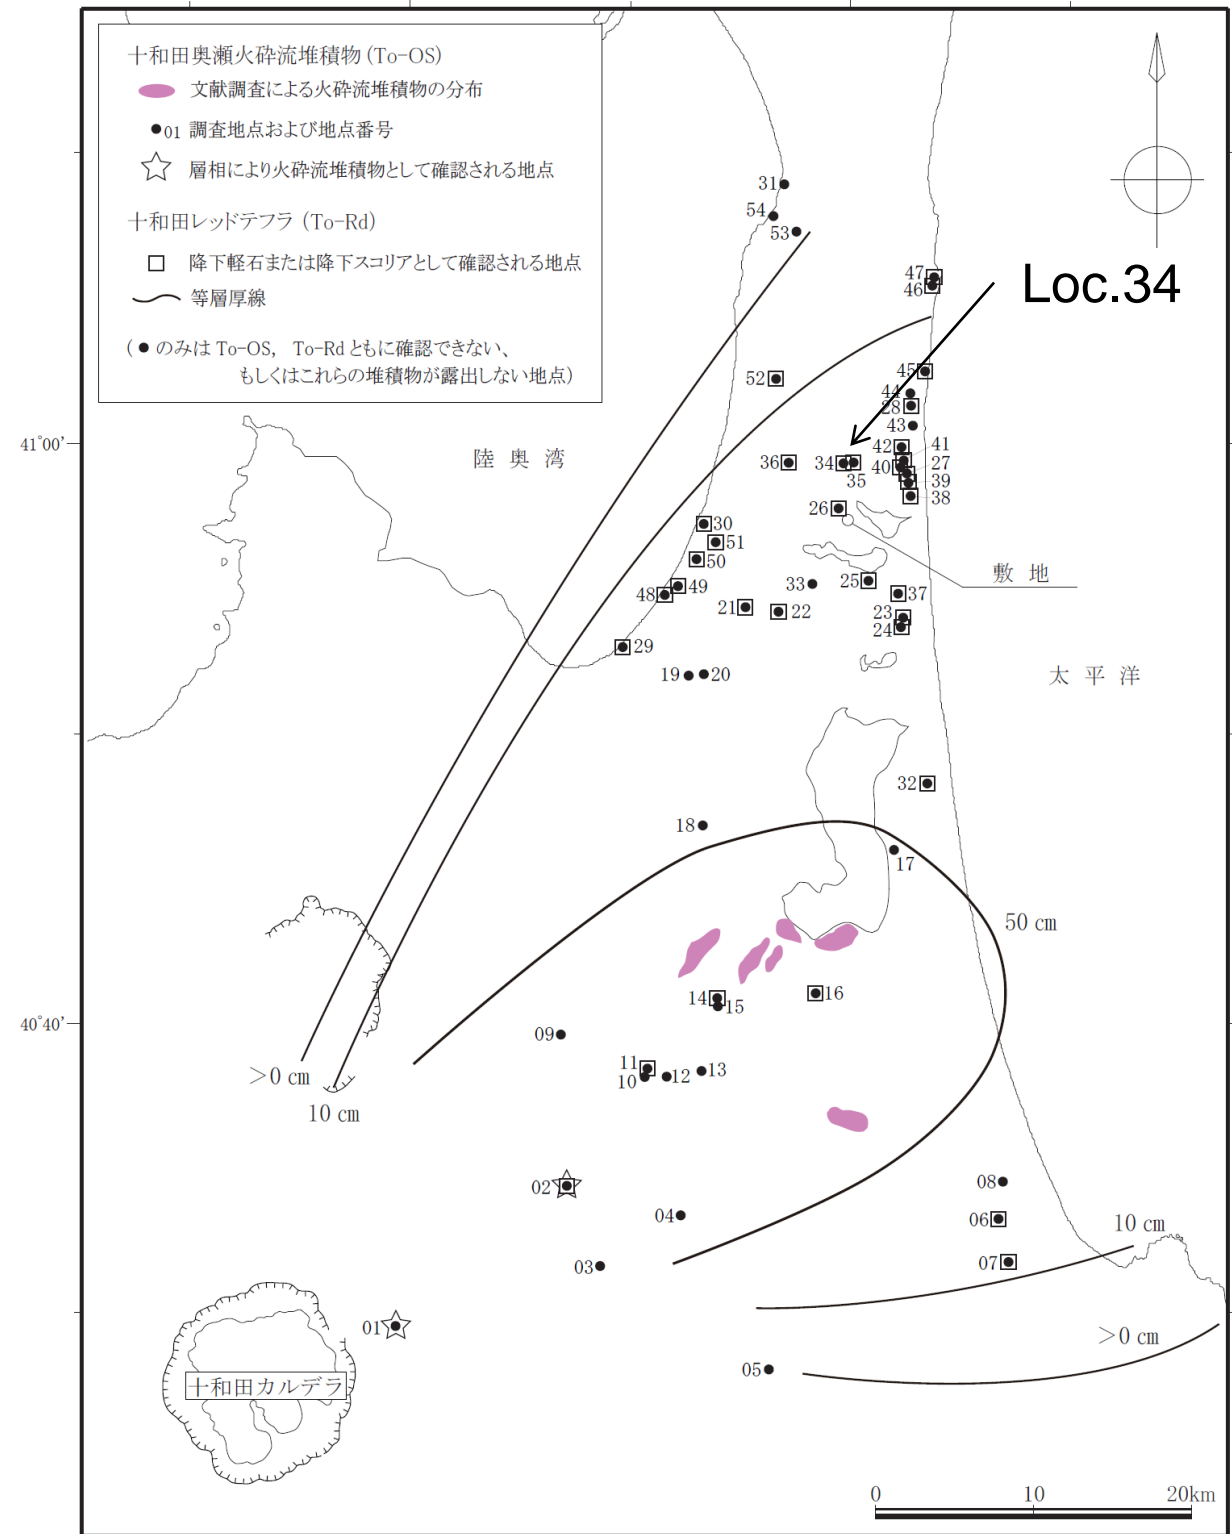 十和田奥瀬火砕流堆積物 (To-OS)
文献調査による火砕流堆積物の分布
01 調査地点および地点番号
層相により火砕流堆積物として確認される地点
十和田レッドテフラ (To-Rd)
降下軽石または降下スコリアとして確認される地点
等層厚線
( ● のみは To-OS, To-Rd ともに確認できない、
もしくはこれらの堆積物が露出しない地点)
31
54
53
47
46
Loc.34
52
45
44
28
43
41°00'
陸奥湾
42
41
36
34
35
40
27
39
38
26
30
51
50
敷地
33
25
49
48
37
21
22
23
24
29
19
20
太平洋
32
18
17
50 cm
14
15
16
40°40'
09
11
10
12
13
>0 cm
10 cm
02
08
04
06
10 cm
03
07
01
>0 cm
05
十和田カルデラ
0 10 20km